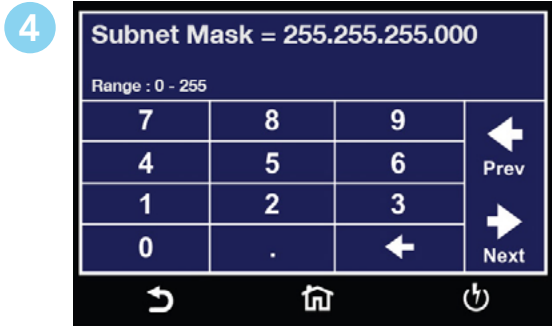 4
Subnet Mask = 255.255.255.000
Range : 0 - 255
7 8 9
Prev
4 5 6
1 2 3
Next
0 .